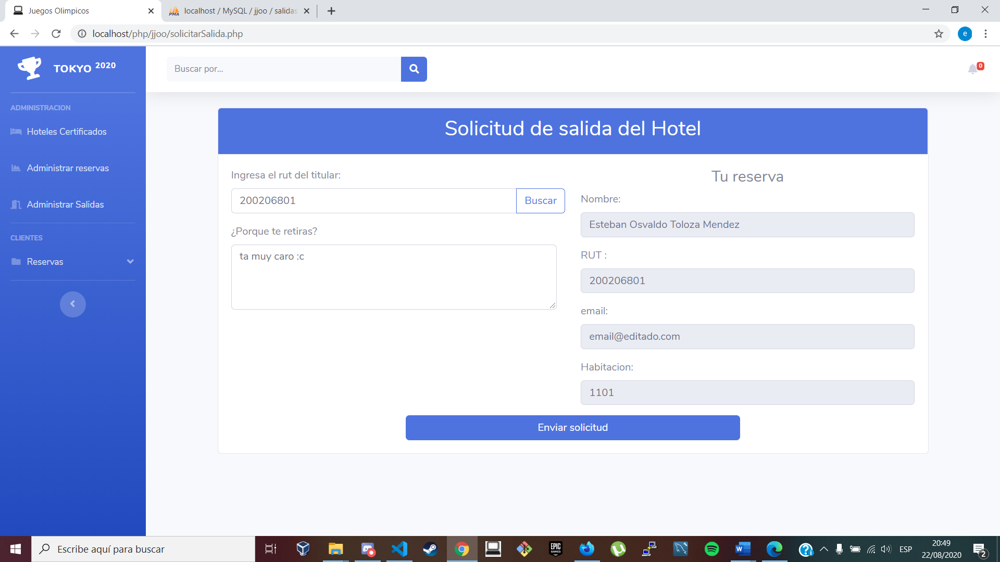 Juegos Olimpicos
localhost / MySQL / jjoo / salidas
localhost/php/jjoo/solicitarSalida.php
e
TOKYO 2020
Buscar por...
0
ADMINISTRACION
Hoteles Certificados
Administrar reservas
Administrar Salidas
CLIENTES
Reservas
Solicitud de salida del Hotel
Ingresa el rut del titular:
200206801
Buscar
¿Porque te retiras?
ta muy caro :c
Tu reserva
Nombre:
Esteban Osvaldo Toloza Mendez
RUT :
200206801
email:
email@editado.com
Habitacion:
1101
Enviar solicitud
Escribe aquí para buscar
EPIC
GAMES
ESP
20:49
22/08/2020
2